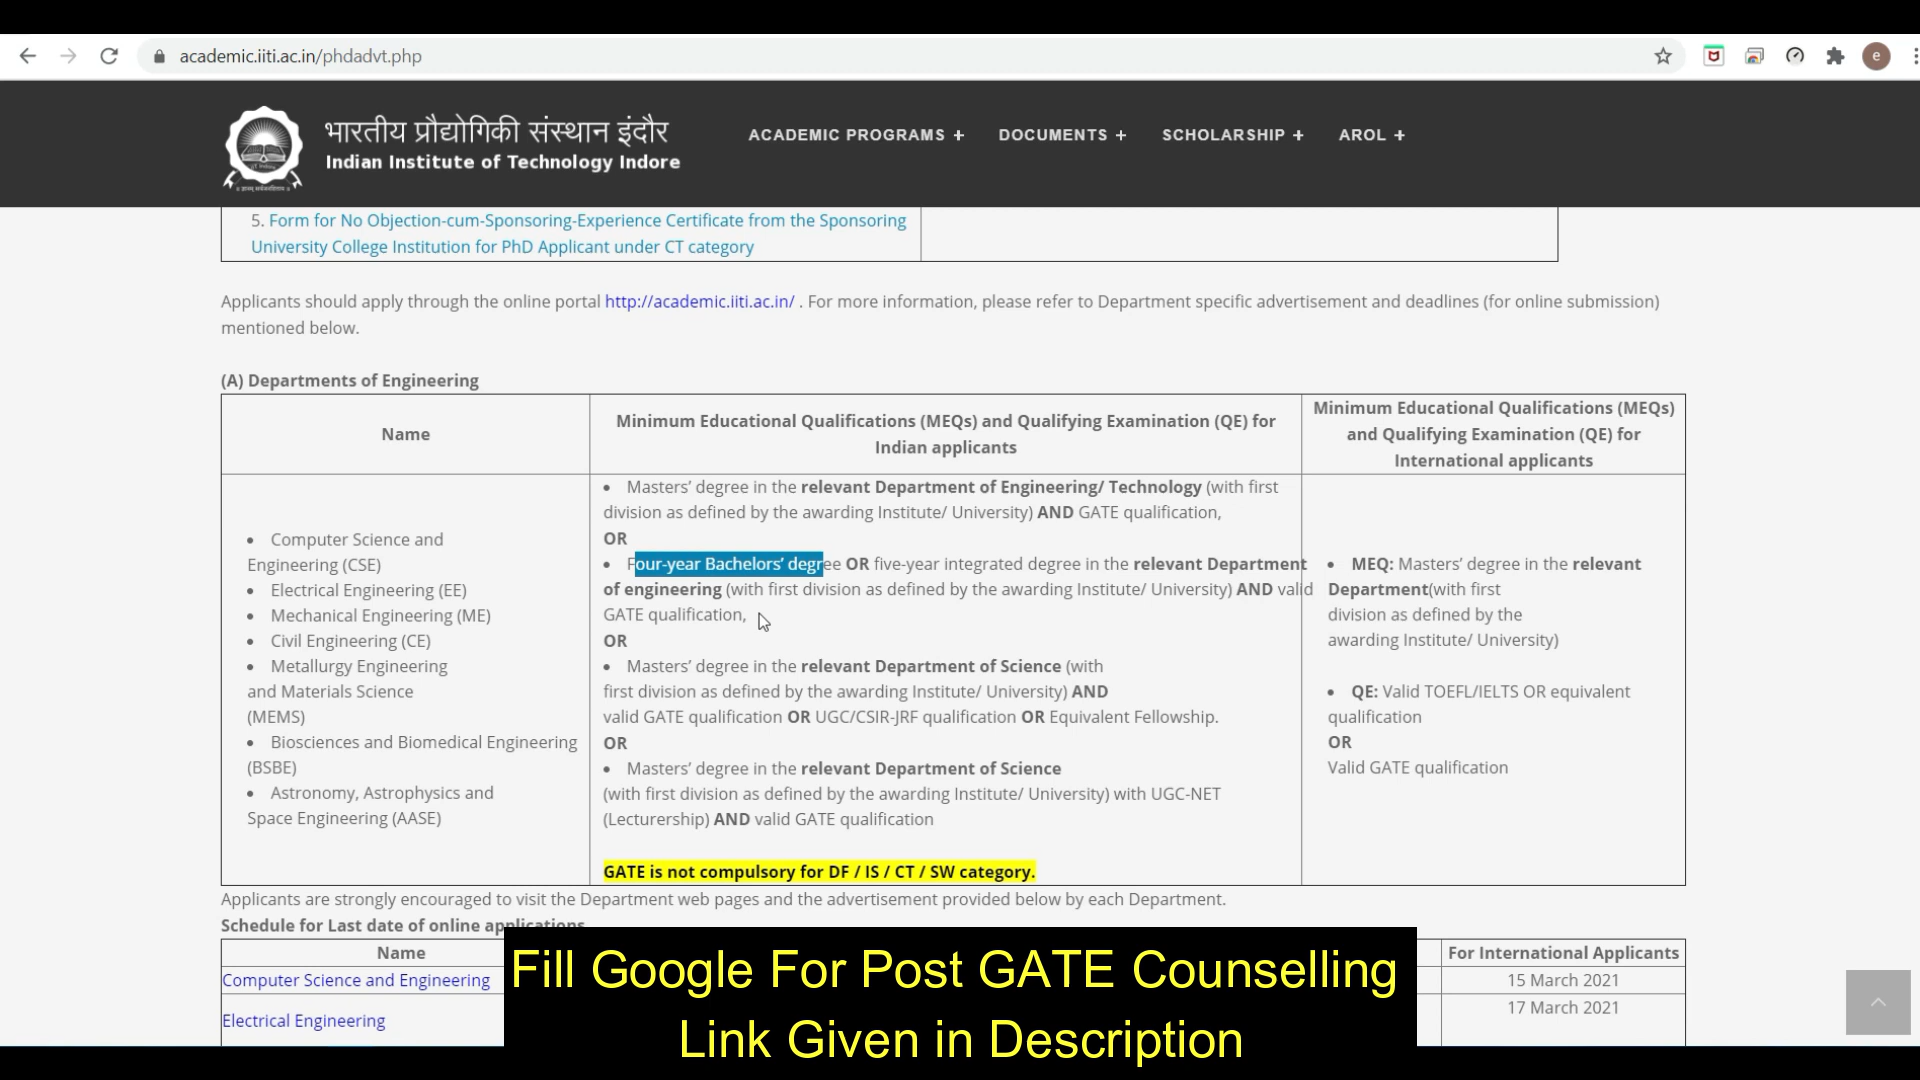 academic.iiti.ac.in/phdadvt.php
e
भारतीय प्रौद्योगिकी संस्थान इंदौर
Indian Institute of Technology Indore
ACADEMIC PROGRAMS + DOCUMENTS + SCHOLARSHIP + AROL +
5. Form for No Objection-cum-Sponsoring-Experience Certificate from the Sponsoring
University College Institution for PhD Applicant under CT category
Applicants should apply through the online portal http://academic.iiti.ac.in/ . For more information, please refer to Department specific advertisement and deadlines (for online submission)
mentioned below.
(A) Departments of Engineering
Name
Minimum Educational Qualifications (MEQs) and Qualifying Examination (QE) for
Indian applicants
Minimum Educational Qualifications (MEQs)
and Qualifying Examination (QE) for
International applicants
• Computer Science and
Engineering (CSE)
• Electrical Engineering (EE)
• Mechanical Engineering (ME)
• Civil Engineering (CE)
• Metallurgy Engineering
and Materials Science
(MEMS)
• Biosciences and Biomedical Engineering
(BSBE)
• Astronomy, Astrophysics and
Space Engineering (AASE)
• Masters’ degree in the relevant Department of Engineering/ Technology (with first
division as defined by the awarding Institute/ University) AND GATE qualification,
OR
• Four-year Bachelors’ degree OR five-year integrated degree in the relevant Department
of engineering (with first division as defined by the awarding Institute/ University) AND valid
GATE qualification,
OR
• Masters’ degree in the relevant Department of Science (with
first division as defined by the awarding Institute/ University) AND
valid GATE qualification OR UGC/CSIR-JRF qualification OR Equivalent Fellowship.
OR
• Masters’ degree in the relevant Department of Science
(with first division as defined by the awarding Institute/ University) with UGC-NET
(Lecturership) AND valid GATE qualification
GATE is not compulsory for DF / IS / CT / SW category.
• MEQ: Masters’ degree in the relevant
Department(with first
division as defined by the
awarding Institute/ University)
• QE: Valid TOEFL/IELTS OR equivalent
qualification
OR
Valid GATE qualification
Applicants are strongly encouraged to visit the Department web pages and the advertisement provided below by each Department.
Schedule for Last date of online applications
Name
For International Applicants
Computer Science and Engineering
15 March 2021
Electrical Engineering
17 March 2021
Fill Google For Post GATE Counselling
Link Given in Description